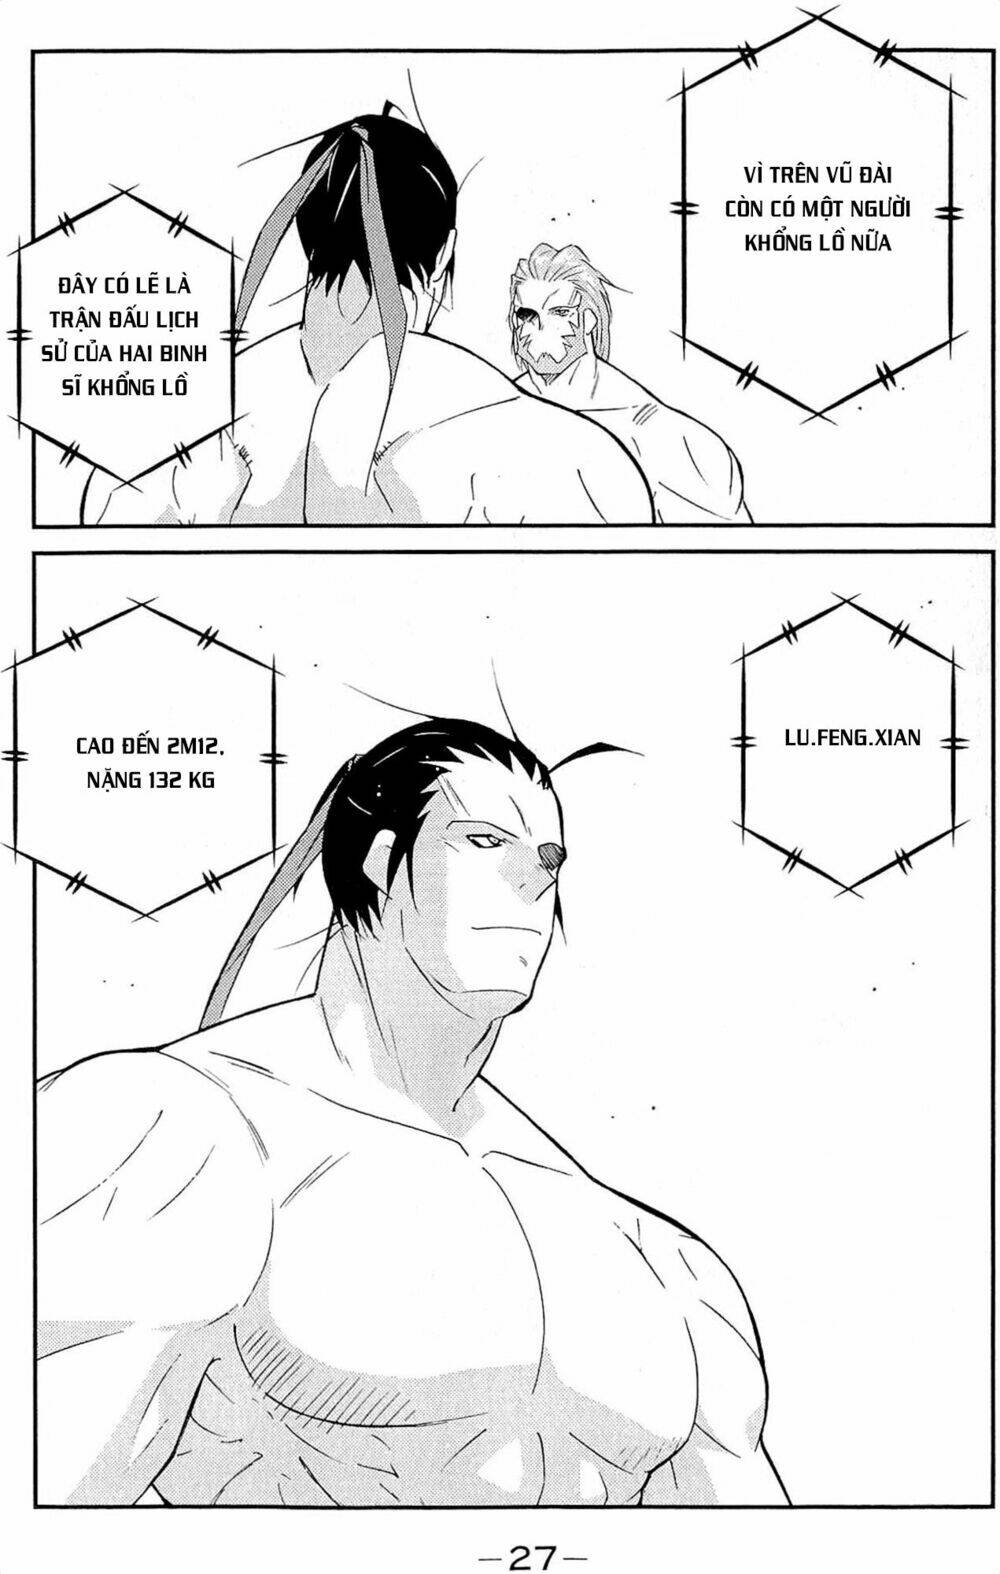 VÌ TRÊN VŨ ĐÀI
CÒN CÓ MỘT NGƯỜI
KHỔNG LỒ NỮA
ĐÂY CÓ LẼ LÀ
TRẬN ĐẤU LỊCH
SỬ CỦA HAI BINH
SĨ KHỔNG LỒ
LU.FENG.XIAN
CAO ĐẾN 2M12,
NẶNG 132 KG
-27-